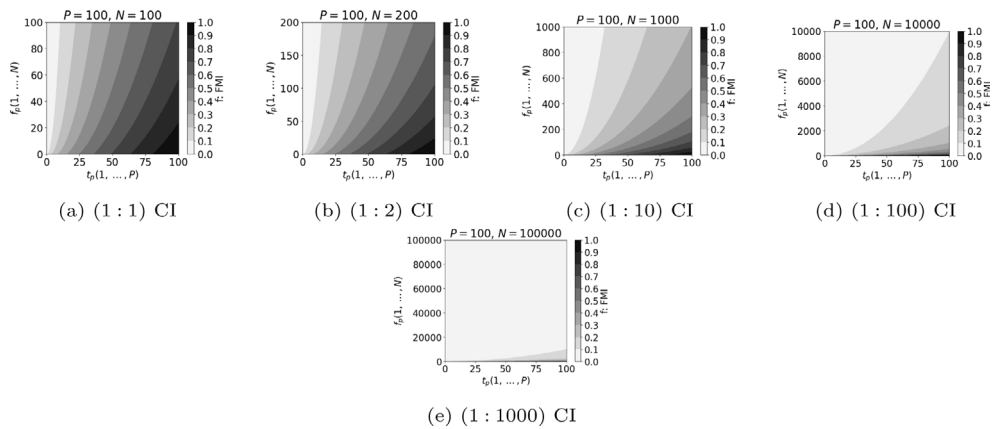 P = 100, N = 100
100
80
60
40
20
0
f_p(1, ..., N)
0 25 50 75 100
t_p(1, ..., P)
1.0
0.9
0.8
0.7
0.6
0.5
0.4
0.3
0.2
0.1
0.0
f: FMI
(a) (1 : 1) CI
P = 100, N = 200
200
150
100
50
0
f_p(1, ..., N)
0 25 50 75 100
t_p(1, ..., P)
1.0
0.9
0.8
0.7
0.6
0.5
0.4
0.3
0.2
0.1
0.0
f: FMI
(b) (1 : 2) CI
P = 100, N = 1000
1000
800
600
400
200
0
f_p(1, ..., N)
0 25 50 75 100
t_p(1, ..., P)
1.0
0.9
0.8
0.7
0.6
0.5
0.4
0.3
0.2
0.1
0.0
f: FMI
(c) (1 : 10) CI
P = 100, N = 10000
10000
8000
6000
4000
2000
0
f_p(1, ..., N)
0 25 50 75 100
t_p(1, ..., P)
1.0
0.9
0.8
0.7
0.6
0.5
0.4
0.3
0.2
0.1
0.0
f: FMI
(d) (1 : 100) CI
P = 100, N = 100000
100000
80000
60000
40000
20000
0
f_p(1, ..., N)
0 25 50 75 100
t_p(1, ..., P)
1.0
0.9
0.8
0.7
0.6
0.5
0.4
0.3
0.2
0.1
0.0
f: FMI
(e) (1 : 1000) CI